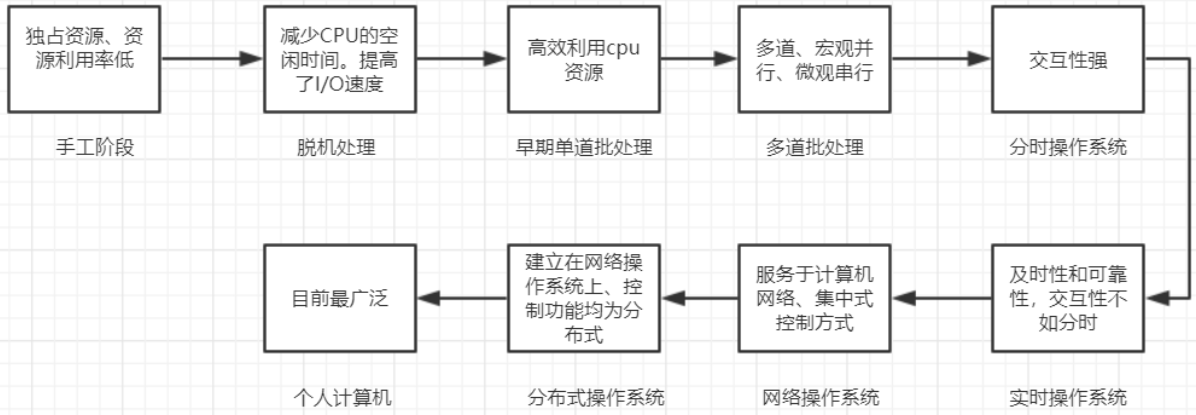 独占资源、资
源利用率低
减少CPU的空
闲时间。提高
了I/O速度
高效利用cpu
资源
多道、宏观并
行、微观串行
交互性强
手工阶段
脱机处理
早期单道批处理
多道批处理
分时操作系统
目前最广泛
建立在网络操
作系统上、控
制功能均为分
布式
服务于计算机
网络、集中式
控制方式
及时性和可靠
性，交互性不
如分时
个人计算机
分布式操作系统
网络操作系统
实时操作系统